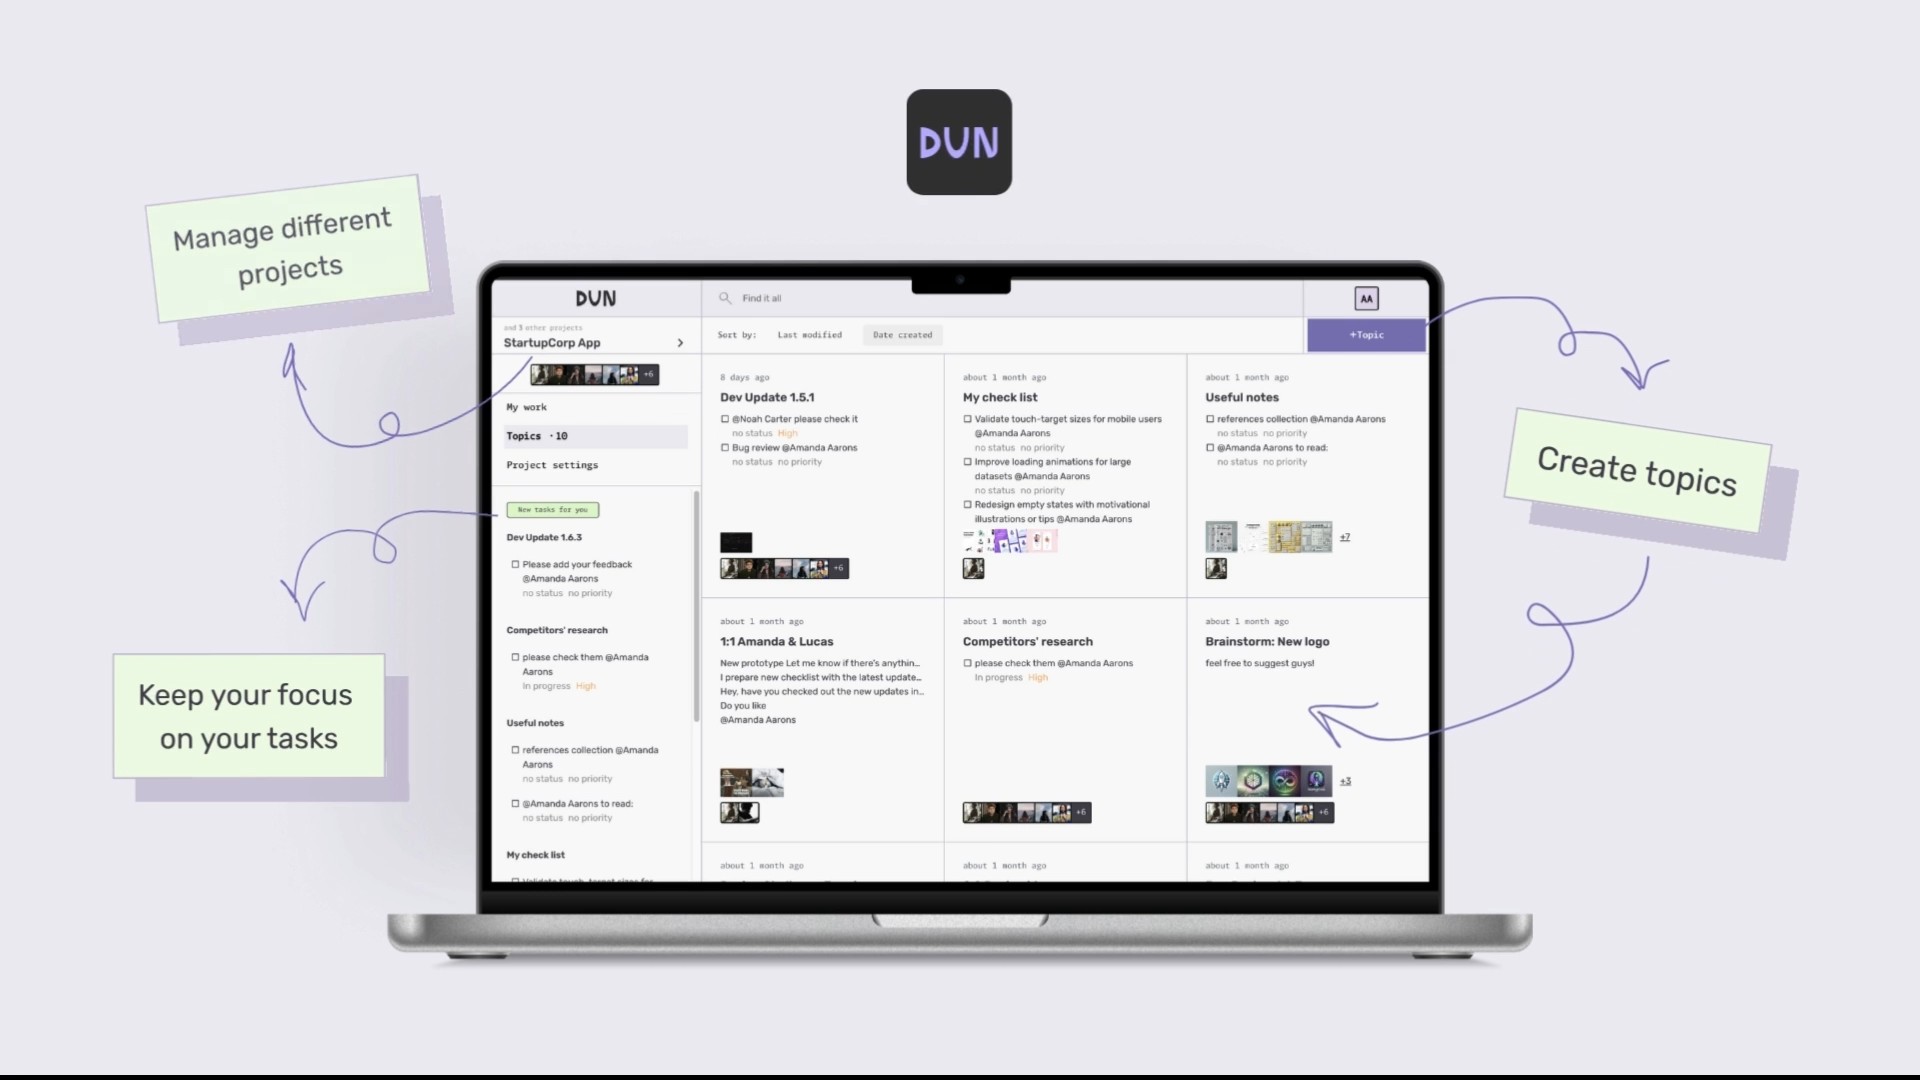 DUN
Manage different
projects
Keep your focus
on your tasks
Create topics
DUN
Find it all
AA
and 3 other projects
StartupCorp App
Sort by:
Last modified
Date created
+Topic
+6
My work
Topics · 10
Project settings
New tasks for you
Dev Update 1.6.3
Please add your feedback
@Amanda Aarons
no status no priority
Competitors' research
please check them @Amanda
Aarons
In progress High
Useful notes
references collection @Amanda
Aarons
no status no priority
@Amanda Aarons to read:
no status no priority
My check list
8 days ago
Dev Update 1.5.1
@Noah Carter please check it
no status High
Bug review @Amanda Aarons
no status no priority
+6
about 1 month ago
My check list
Validate touch-target sizes for mobile users
@Amanda Aarons
no status no priority
Improve loading animations for large
datasets @Amanda Aarons
no status no priority
Redesign empty states with motivational
illustrations or tips @Amanda Aarons
about 1 month ago
Useful notes
references collection @Amanda Aarons
no status no priority
@Amanda Aarons to read:
no status no priority
+7
about 1 month ago
1:1 Amanda & Lucas
New prototype Let me know if there's anythin...
I prepare new checklist with the latest update...
Hey, have you checked out the new updates in...
Do you like
@Amanda Aarons
about 1 month ago
Competitors' research
please check them @Amanda Aarons
In progress High
+6
about 1 month ago
Brainstorm: New logo
feel free to suggest guys!
+3
+6
about 1 month ago
about 1 month ago
about 1 month ago